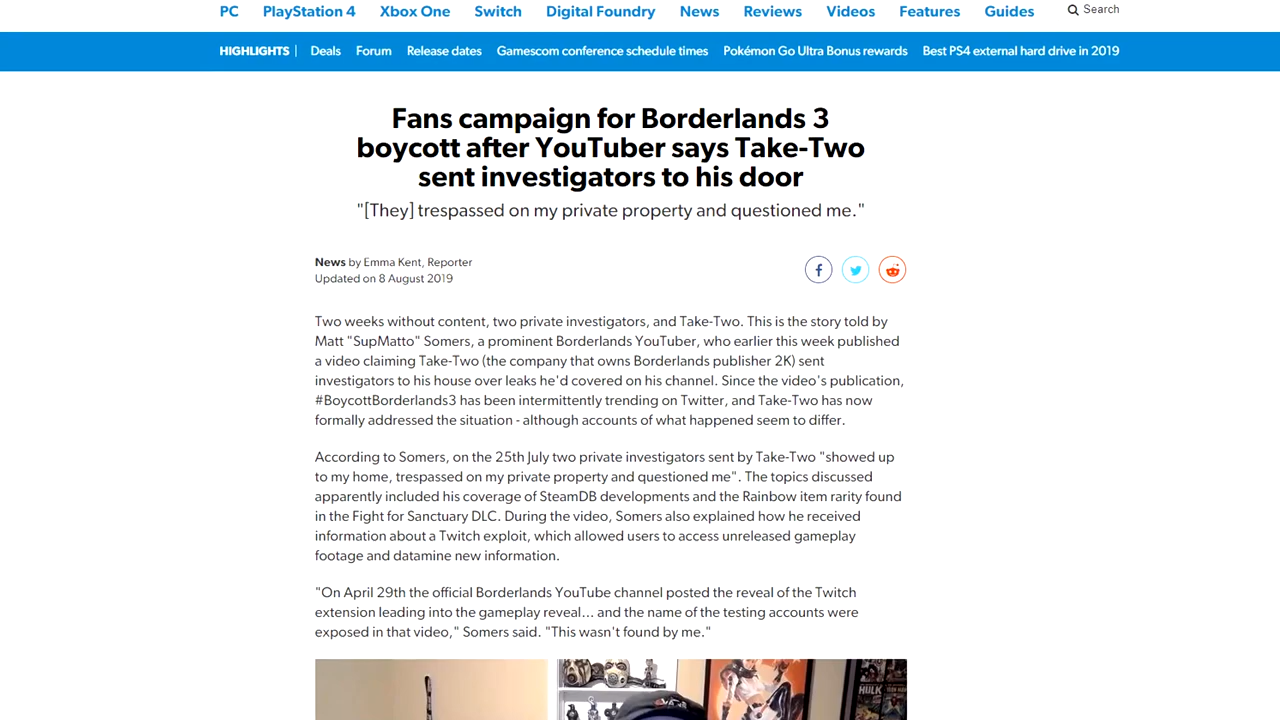 PC PlayStation 4 Xbox One Switch Digital Foundry News Reviews Videos Features Guides Search
HIGHLIGHTS | Deals Forum Release dates Gamescom conference schedule times Pokémon Go Ultra Bonus rewards Best PS4 external hard drive in 2019
Fans campaign for Borderlands 3
boycott after YouTuber says Take-Two
sent investigators to his door
"[They] trespassed on my private property and questioned me."
News by Emma Kent, Reporter
Updated on 8 August 2019
Two weeks without content, two private investigators, and Take-Two. This is the story told by
Matt "SupMatto" Somers, a prominent Borderlands YouTuber, who earlier this week published
a video claiming Take-Two (the company that owns Borderlands publisher 2K) sent
investigators to his house over leaks he'd covered on his channel. Since the video's publication,
#BoycottBorderlands3 has been intermittently trending on Twitter, and Take-Two has now
formally addressed the situation - although accounts of what happened seem to differ.
According to Somers, on the 25th July two private investigators sent by Take-Two "showed up
to my home, trespassed on my private property and questioned me". The topics discussed
apparently included his coverage of SteamDB developments and the Rainbow item rarity found
in the Fight for Sanctuary DLC. During the video, Somers also explained how he received
information about a Twitch exploit, which allowed users to access unreleased gameplay
footage and datamine new information.
"On April 29th the official Borderlands YouTube channel posted the reveal of the Twitch
extension leading into the gameplay reveal... and the name of the testing accounts were
exposed in that video," Somers said. "This wasn't found by me."
HULK